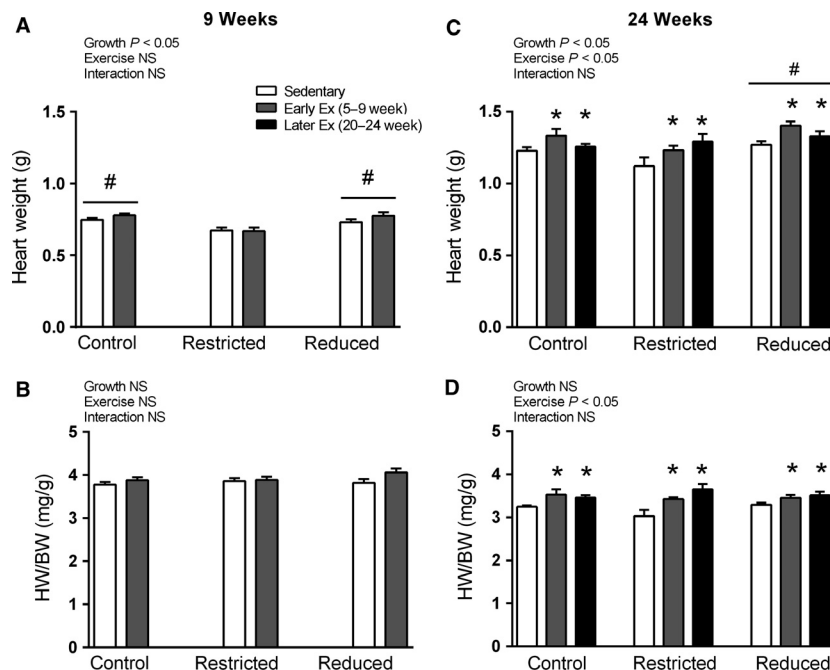 A
9 Weeks
Growth P < 0.05
Exercise NS
Interaction NS
Sedentary
Early Ex (5–9 week)
Later Ex (20–24 week)
Heart weight (g)
1.5
1.0
0.5
0.0
#
#
Control
Restricted
Reduced
B
Growth NS
Exercise NS
Interaction NS
HW/BW (mg/g)
5
4
3
2
1
0
Control
Restricted
Reduced
C
24 Weeks
Growth P < 0.05
Exercise P < 0.05
Interaction NS
Heart weight (g)
1.5
1.0
0.5
0.0
* *
* *
#
* *
Control
Restricted
Reduced
D
Growth NS
Exercise P < 0.05
Interaction NS
HW/BW (mg/g)
5
4
3
2
1
0
* *
* *
* *
Control
Restricted
Reduced